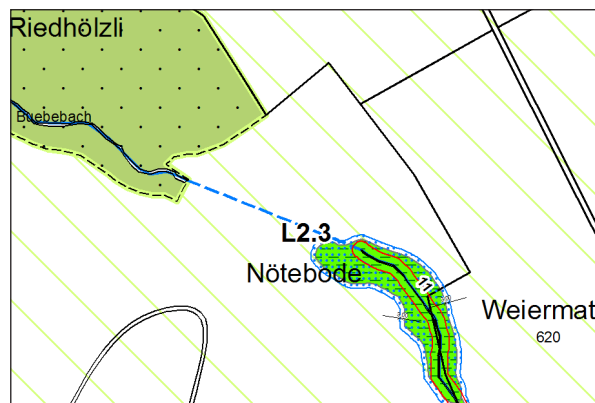 Riedhölzli
Buebebach
L2.3
Nötebode
11
Weiermat
620